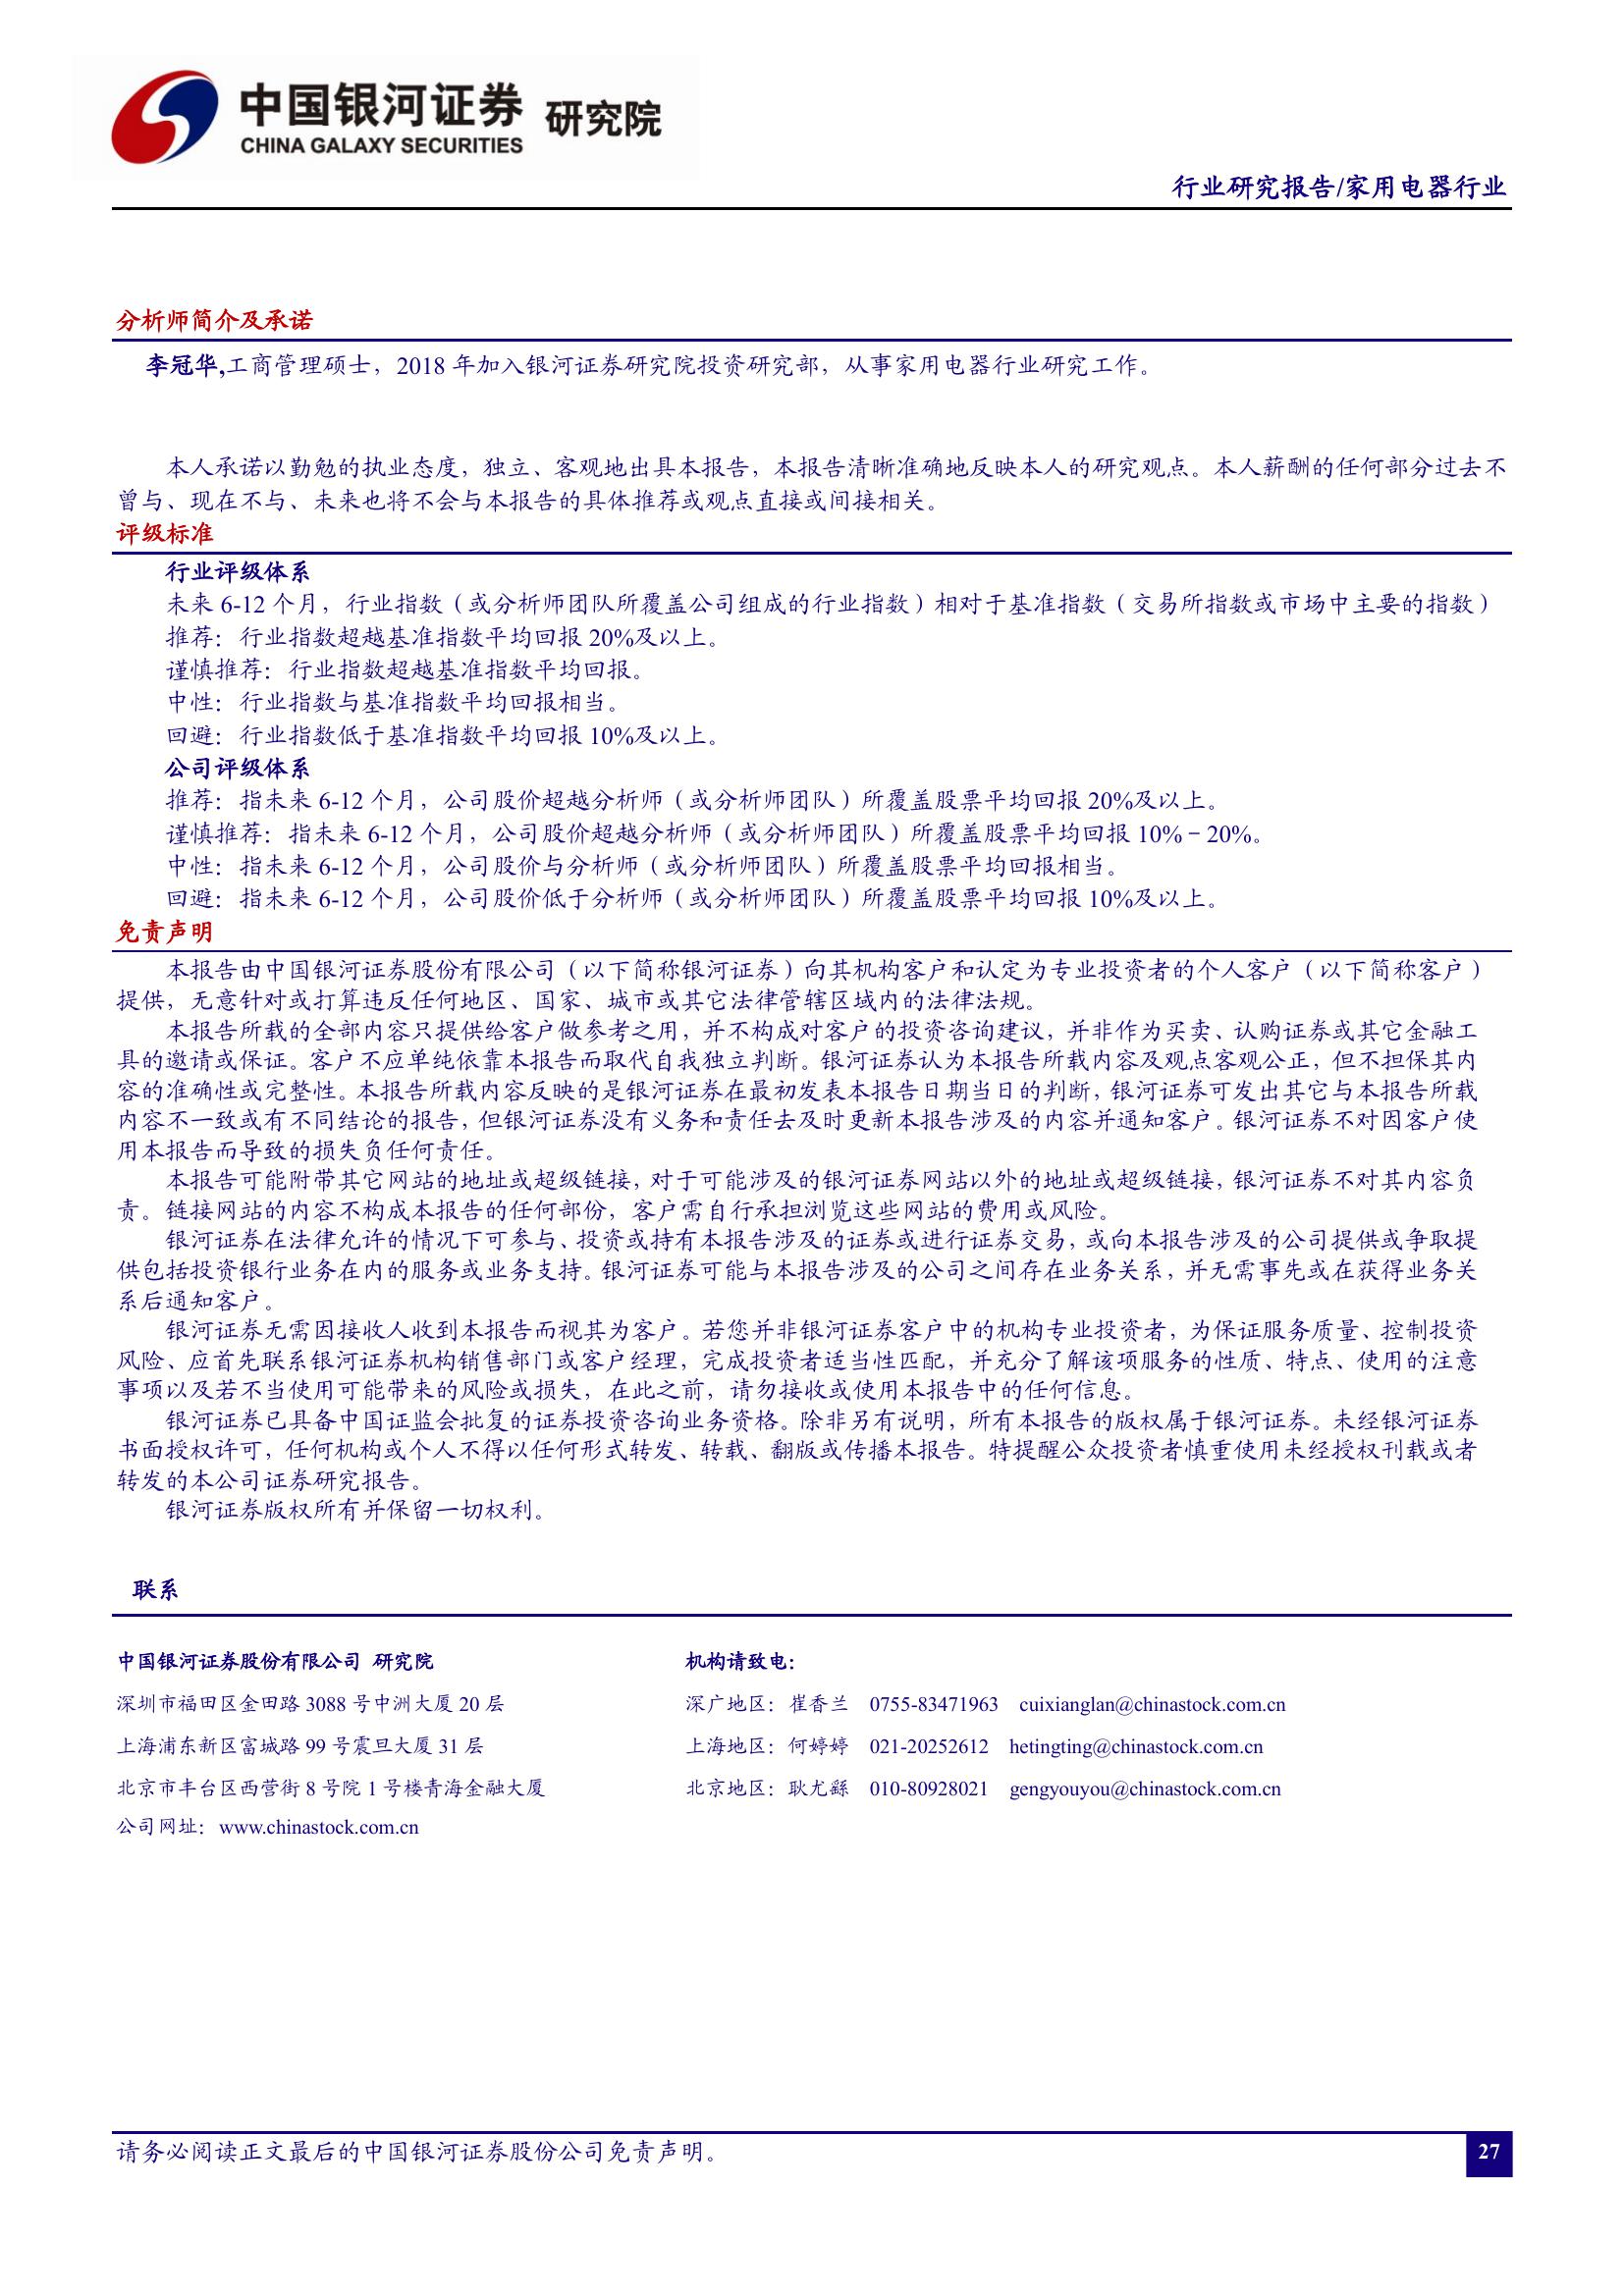 中国银河证券 研究院
CHINA GALAXY SECURITIES
行业研究报告/家用电器行业
分析师简介及承诺
李冠华,工商管理硕士，2018 年加入银河证券研究院投资研究部，从事家用电器行业研究工作。
本人承诺以勤勉的执业态度，独立、客观地出具本报告，本报告清晰准确地反映本人的研究观点。本人薪酬的任何部分过去不
曾与、现在不与、未来也将不会与本报告的具体推荐或观点直接或间接相关。
评级标准
行业评级体系
未来 6-12 个月，行业指数（或分析师团队所覆盖公司组成的行业指数）相对于基准指数（交易所指数或市场中主要的指数）
推荐：行业指数超越基准指数平均回报 20%及以上。
谨慎推荐：行业指数超越基准指数平均回报。
中性：行业指数与基准指数平均回报相当。
回避：行业指数低于基准指数平均回报 10%及以上。
公司评级体系
推荐：指未来 6-12 个月，公司股价超越分析师（或分析师团队）所覆盖股票平均回报 20%及以上。
谨慎推荐：指未来 6-12 个月，公司股价超越分析师（或分析师团队）所覆盖股票平均回报 10%－20%。
中性：指未来 6-12 个月，公司股价与分析师（或分析师团队）所覆盖股票平均回报相当。
回避：指未来 6-12 个月，公司股价低于分析师（或分析师团队）所覆盖股票平均回报 10%及以上。
免责声明
本报告由中国银河证券股份有限公司（以下简称银河证券）向其机构客户和认定为专业投资者的个人客户（以下简称客户）
提供，无意针对或打算违反任何地区、国家、城市或其它法律管辖区域内的法律法规。
本报告所载的全部内容只提供给客户做参考之用，并不构成对客户的投资咨询建议，并非作为买卖、认购证券或其它金融工
具的邀请或保证。客户不应单纯依靠本报告而取代自我独立判断。银河证券认为本报告所载内容及观点客观公正，但不担保其内
容的准确性或完整性。本报告所载内容反映的是银河证券在最初发表本报告日期当日的判断，银河证券可发出其它与本报告所载
内容不一致或有不同结论的报告，但银河证券没有义务和责任去及时更新本报告涉及的内容并通知客户。银河证券不对因客户使
用本报告而导致的损失负任何责任。
本报告可能附带其它网站的地址或超级链接，对于可能涉及的银河证券网站以外的地址或超级链接，银河证券不对其内容负
责。链接网站的内容不构成本报告的任何部份，客户需自行承担浏览这些网站的费用或风险。
银河证券在法律允许的情况下可参与、投资或持有本报告涉及的证券或进行证券交易，或向本报告涉及的公司提供或争取提
供包括投资银行业务在内的服务或业务支持。银河证券可能与本报告涉及的公司之间存在业务关系，并无需事先或在获得业务关
系后通知客户。
银河证券无需因接收人收到本报告而视其为客户。若您并非银河证券客户中的机构专业投资者，为保证服务质量、控制投资
风险、应首先联系银河证券机构销售部门或客户经理，完成投资者适当性匹配，并充分了解该项服务的性质、特点、使用的注意
事项以及若不当使用可能带来的风险或损失，在此之前，请勿接收或使用本报告中的任何信息。
银河证券已具备中国证监会批复的证券投资咨询业务资格。除非另有说明，所有本报告的版权属于银河证券。未经银河证券
书面授权许可，任何机构或个人不得以任何形式转发、转载、翻版或传播本报告。特提醒公众投资者慎重使用未经授权刊载或者
转发的本公司证券研究报告。
银河证券版权所有并保留一切权利。
联系
中国银河证券股份有限公司 研究院 机构请致电：
深圳市福田区金田路 3088 号中洲大厦 20 层 深广地区：崔香兰 0755-83471963 cuixianglan@chinastock.com.cn
上海浦东新区富城路 99 号震旦大厦 31 层 上海地区：何婷婷 021-20252612 hetingting@chinastock.com.cn
北京市丰台区西营街 8 号院 1 号楼青海金融大厦 北京地区：耿尤繇 010-80928021 gengyouyou@chinastock.com.cn
公司网址：www.chinastock.com.cn
请务必阅读正文最后的中国银河证券股份公司免责声明。
27